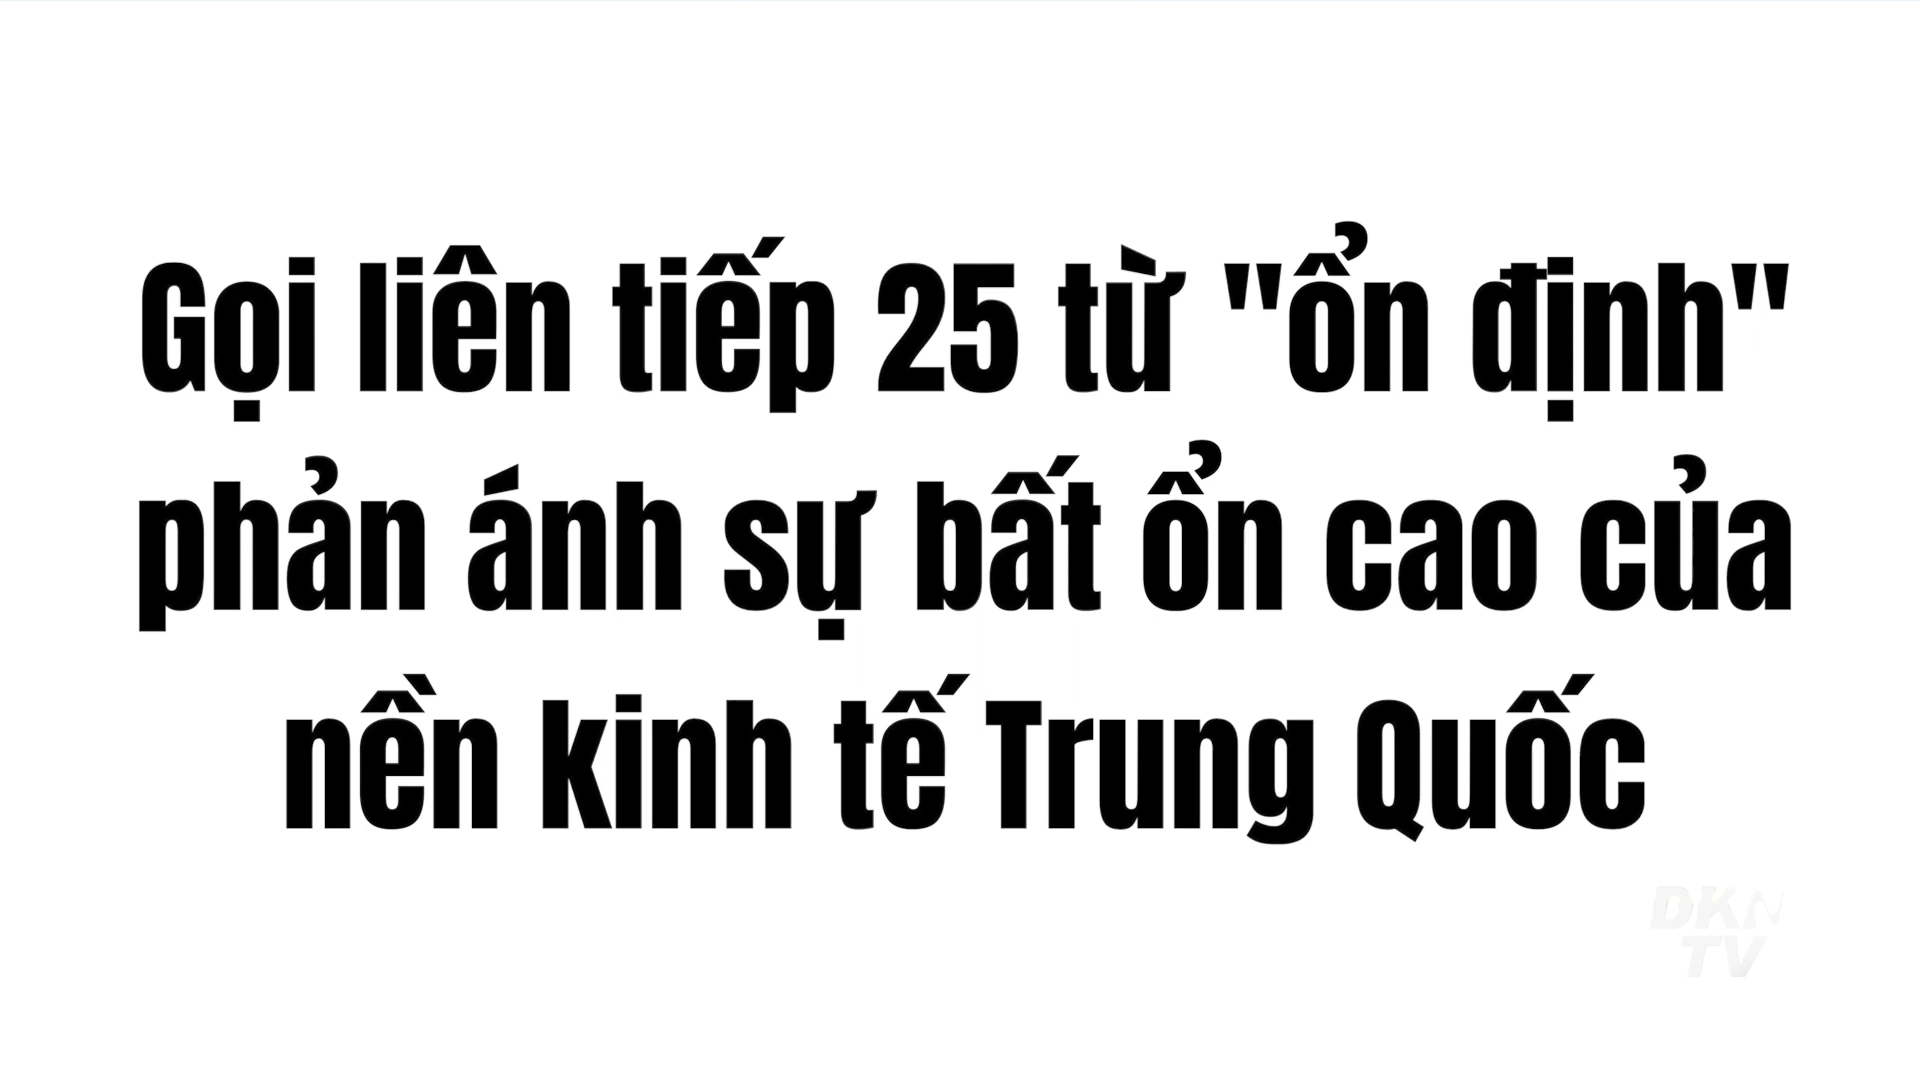 Gọi liên tiếp 25 từ "ổn định"
phản ánh sự bất ổn cao của
nền kinh tế Trung Quốc
DKN
TV